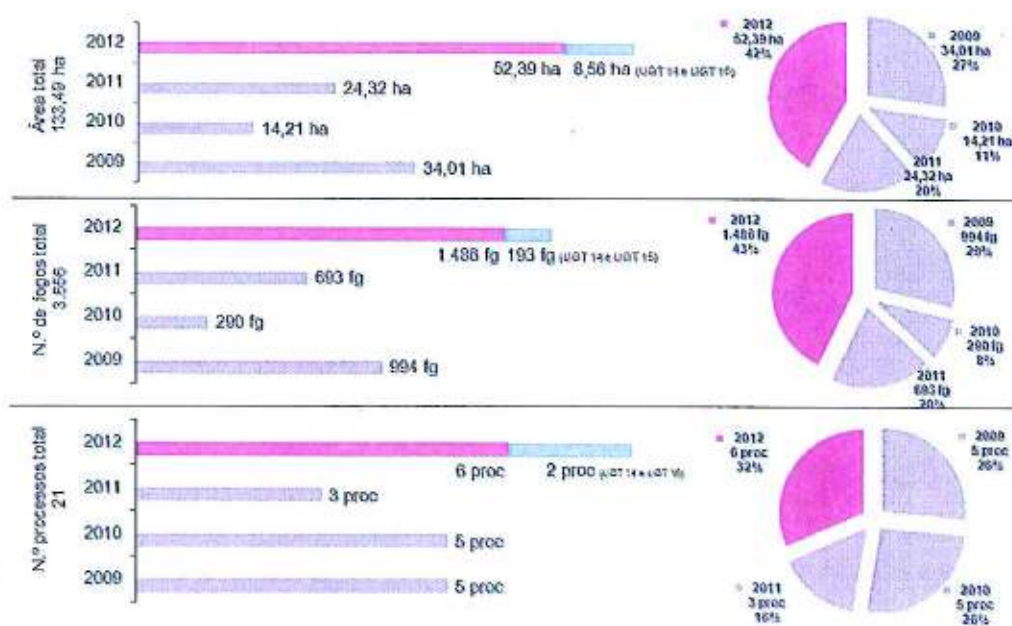 Área total
133,49 ha
2012
52,39 ha 8,56 ha (UGT 14 e UGT 15)
2011
24,32 ha
2010
14,21 ha
2009
34,01 ha
2012
52,39 ha
42%
2009
34,01 ha
27%
2010
14,21 ha
11%
2011
24,32 ha
20%
N.º de fogos total
3.656
2012
1.486 fg 193 fg (UGT 14 e UGT 15)
2011
693 fg
2010
290 fg
2009
994 fg
2012
1.486 fg
43%
2009
994 fg
29%
2010
290 fg
8%
2011
693 fg
20%
N.º processos total
21
2012
6 proc 2 proc (UGT 14 e UGT 15)
2011
3 proc
2010
5 proc
2009
5 proc
2012
6 proc
32%
2009
5 proc
26%
2011
3 proc
16%
2010
5 proc
26%